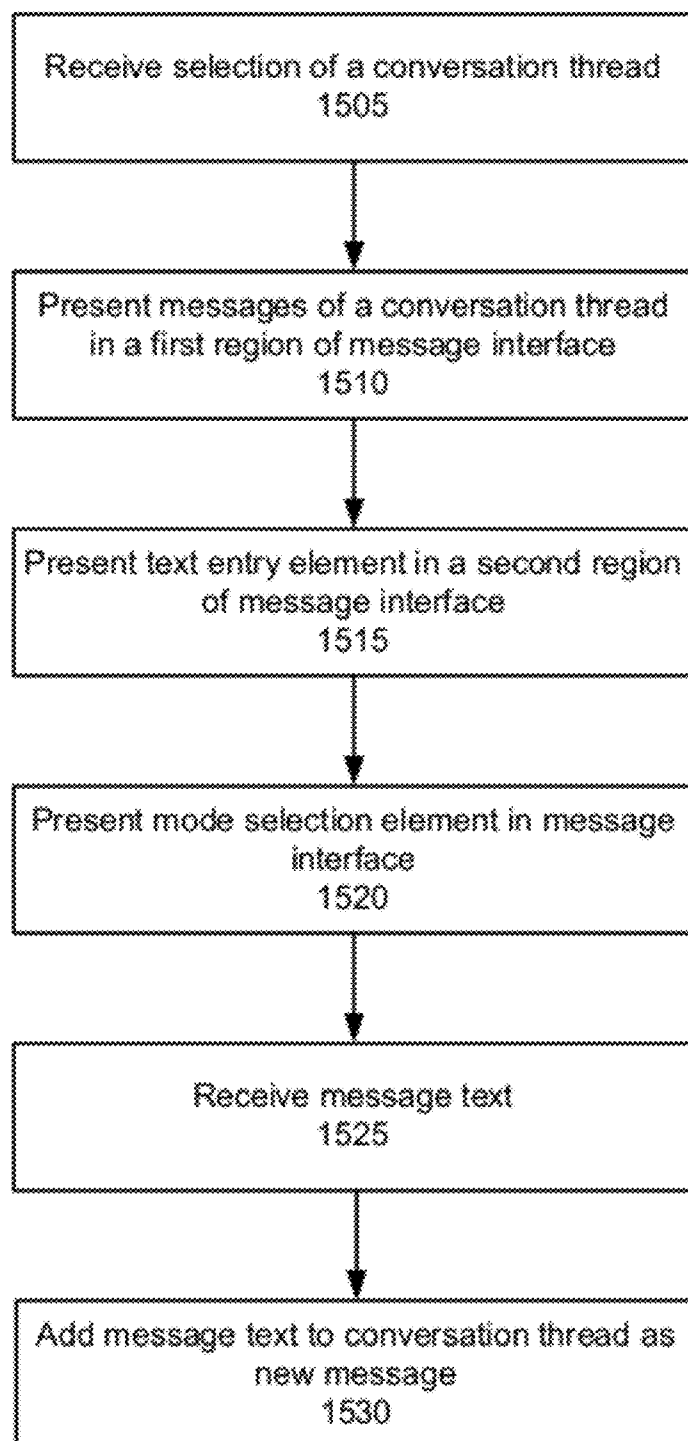 Receive selection of a conversation thread
1505
Present messages of a conversation thread
in a first region of message interface
1510
Present text entry element in a second region
of message interface
1515
Present mode selection element in message
interface
1520
Receive message text
1525
Add message text to conversation thread as
new message
1530